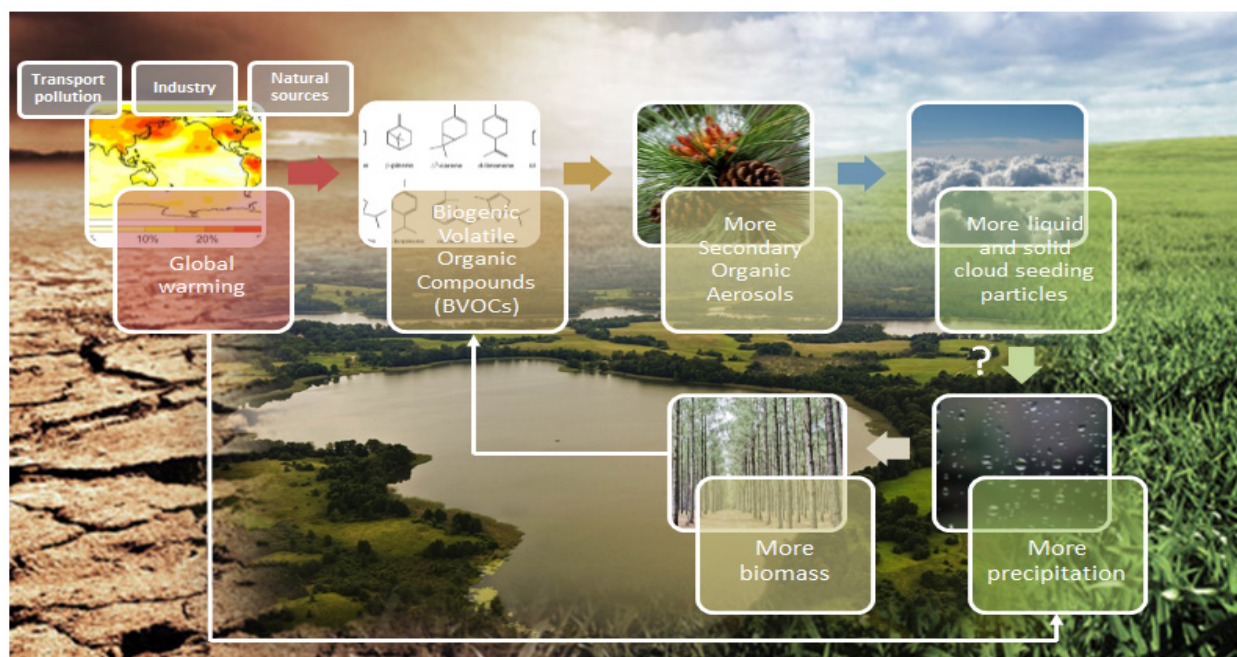 Transport
pollution
Industry
Natural
sources
10%
20%
Global
warming
Biogenic
Volatile
Organic
Compounds
(BVOCs)
More
Secondary
Organic
Aerosols
More liquid
and solid
cloud seeding
particles
?
More
biomass
More
precipitation